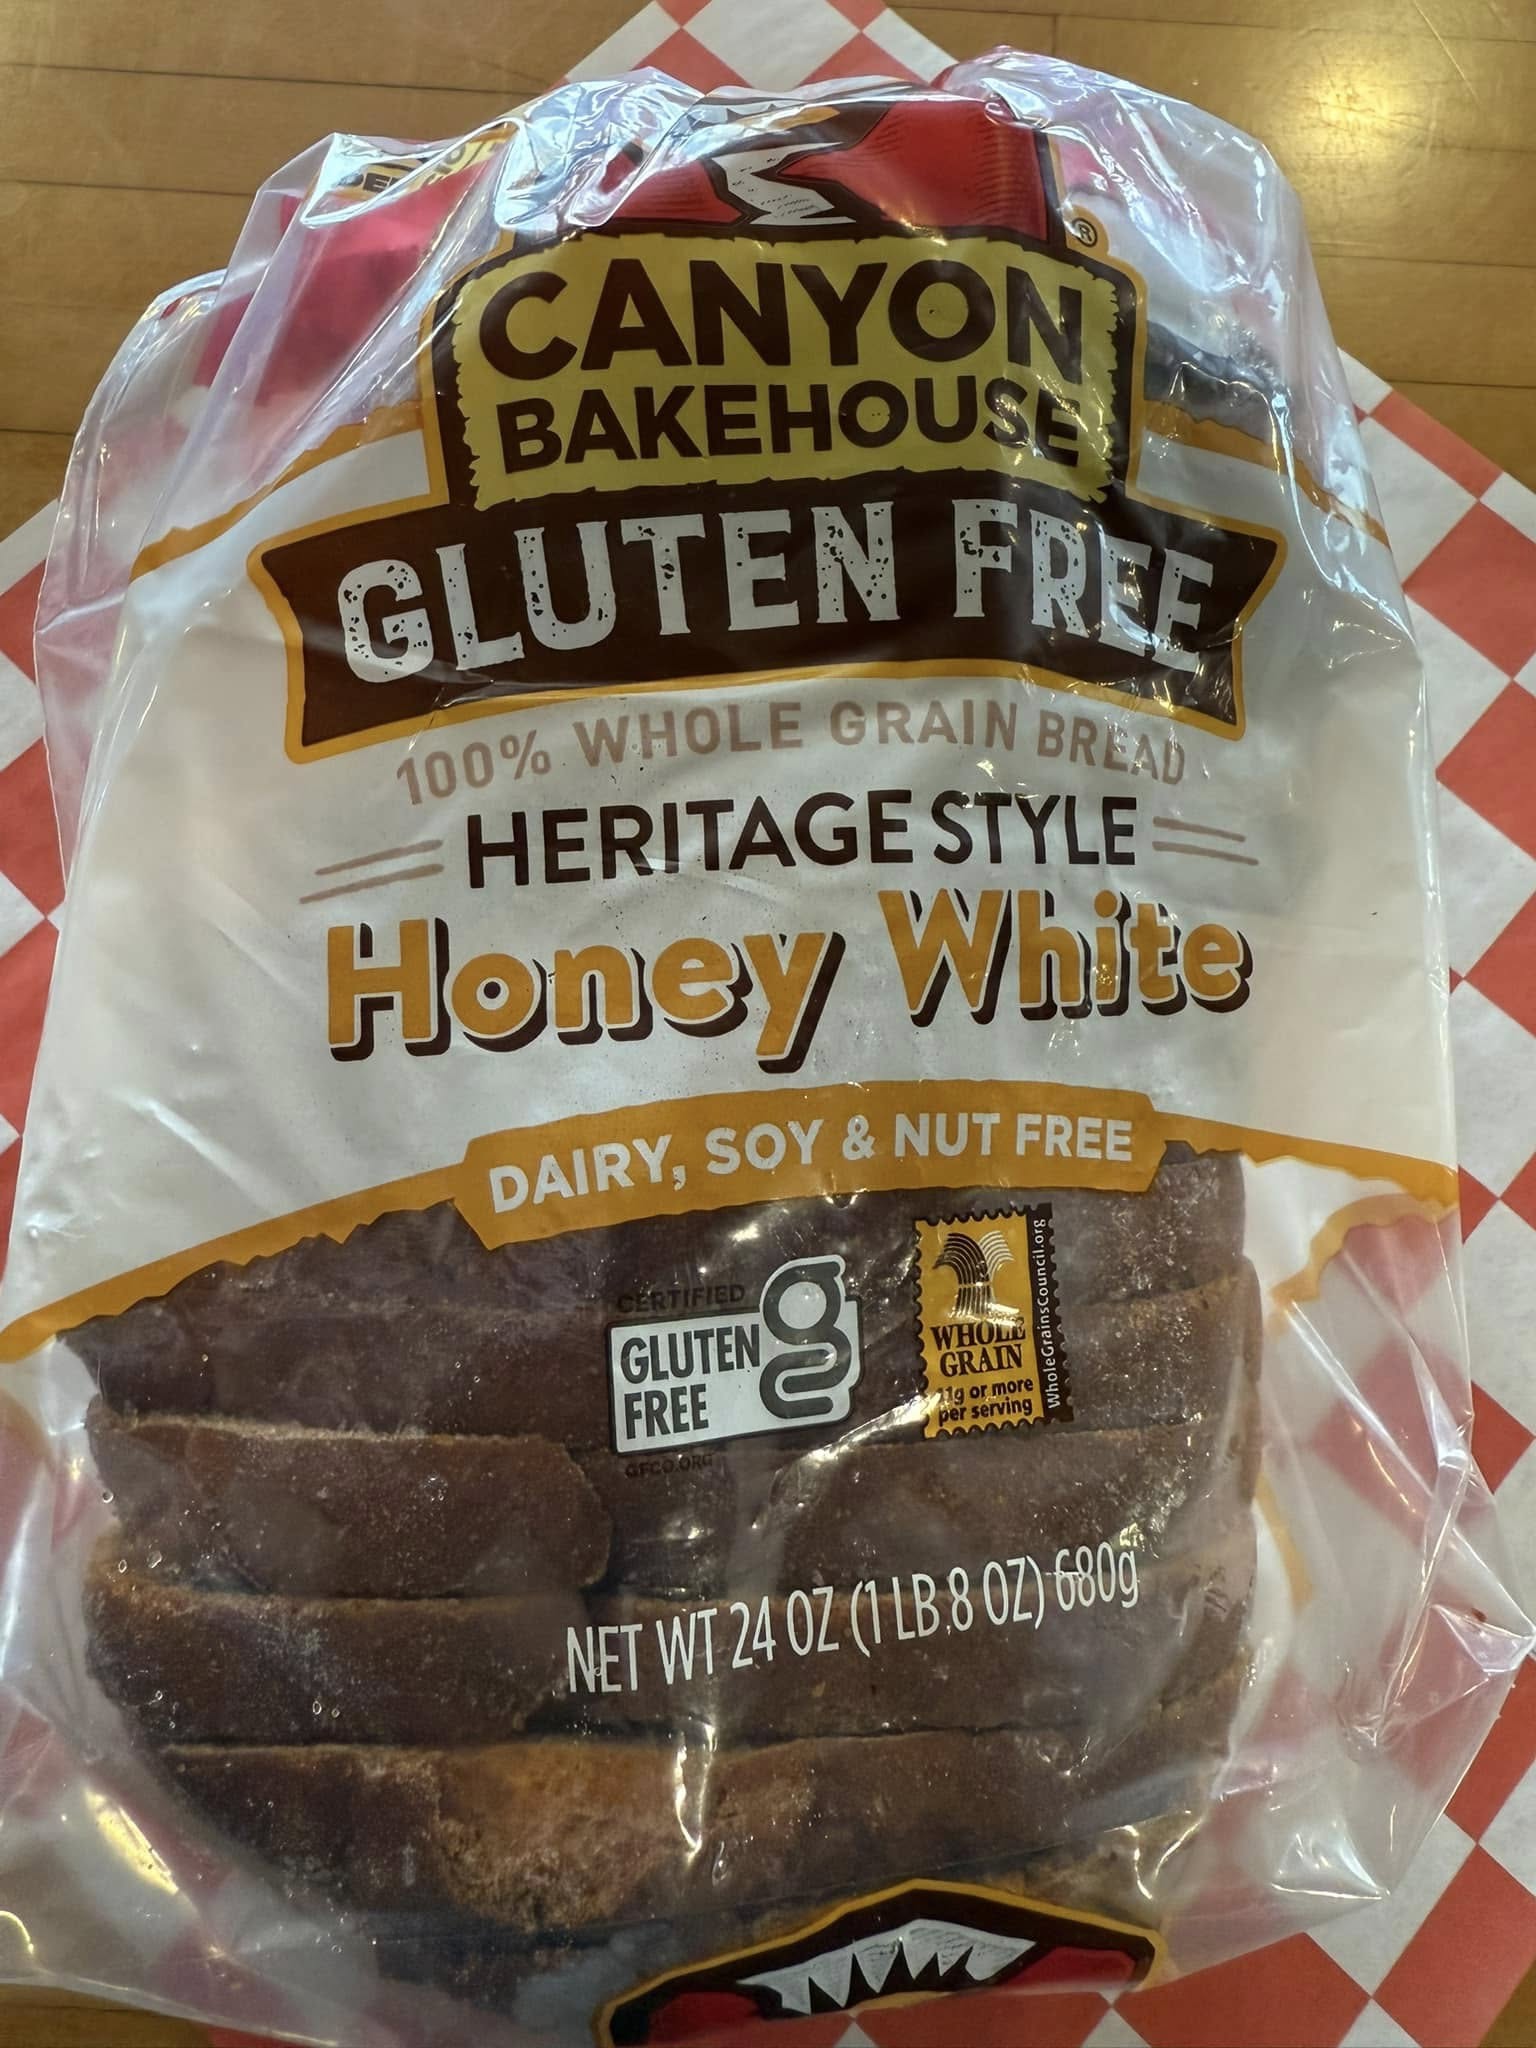 ®
CANYON
BAKEHOUSE
GLUTEN FREE
100% WHOLE GRAIN BREAD
HERITAGE STYLE
Honey White
DAIRY, SOY & NUT FREE
CERTIFIED
GLUTEN
FREE
GFCO.ORG
WHOLE
GRAIN
11g or more
per serving
WholeGrainsCouncil.org
NET WT 24 OZ (1 LB 8 OZ) 680g